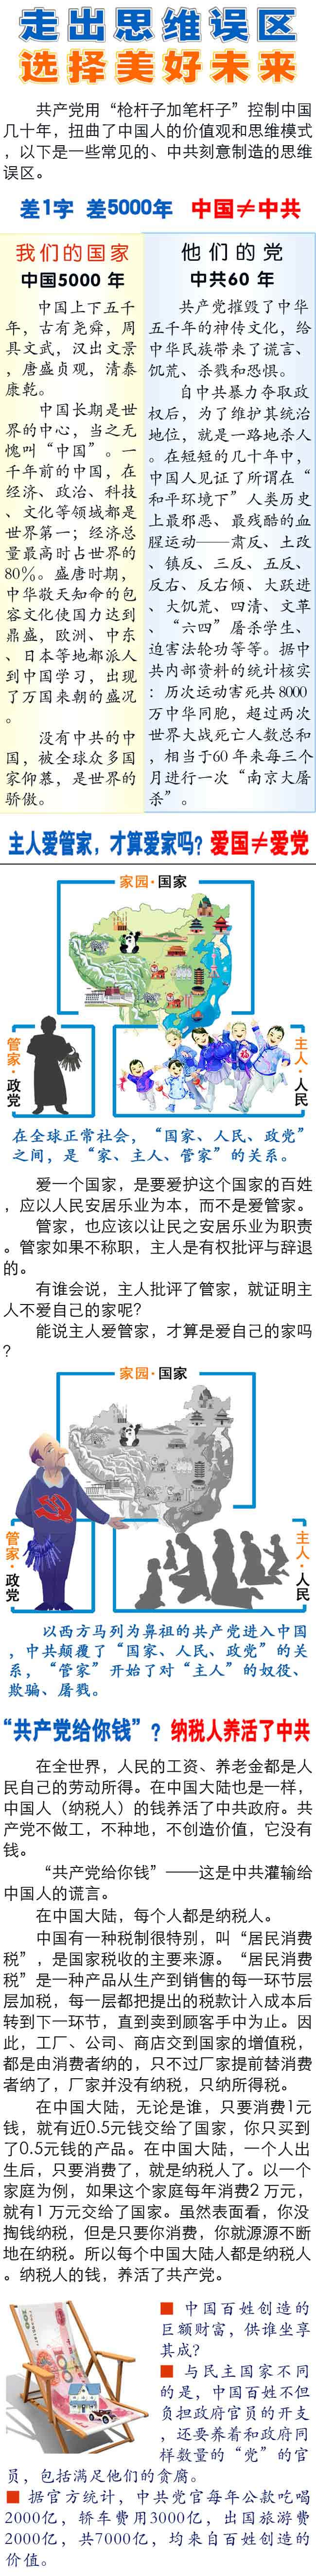 走出思维误区
选择美好未来
共产党用“枪杆子加笔杆子”控制中国
几十年，扭曲了中国人的价值观和思维模式
，以下是一些常见的、中共刻意制造的思维
误区。
差1字 差5000年 中国≠中共
我们的国家
中国5000 年
中国上下五千
年，古有尧舜，周
具文武，汉出文景
，唐盛贞观，清泰
康乾。
中国长期是世
界的中心，当之无
愧叫“中国”。一
千年前的中国，在
经济、政治、科技
、文化等领域都是
世界第一；经济总
量最高时占世界的
80%。盛唐时期，
中华敬天知命的包
容文化使国力达到
鼎盛，欧洲、中东
、日本等地都派人
到中国学习，出现
了万国来朝的盛况
。
没有中共的中
国，被全球众多国
家仰慕，是世界的
骄傲。
他们的党
中共60 年
共产党摧毁了中华
五千年的神传文化，给
中华民族带来了谎言、
饥荒、杀戮和恐惧。
自中共暴力夺取政
权后，为了维护其统治
地位，就是一路地杀人
。在短短的几十年中，
中国人见证了所谓在“
和平环境下”人类历史
上最邪恶、最残酷的血
腥运动——肃反、土改
、镇反、三反、五反、
反右、反右倾、大跃进
、大饥荒、四清、文革
、“六四”屠杀学生、
迫害法轮功等等。据中
共内部资料的统计核实
：历次运动害死共8000
万中华同胞，超过两次
世界大战死亡人数总和
，相当于60 年来每三个
月进行一次“南京大屠
杀”。
主人爱管家，才算爱家吗？爱国≠爱党
家园·国家
管家·政党
主人·人民
在全球正常社会，“国家、人民、政党”
之间，是“家、主人、管家”的关系。
爱一个国家，是要爱护这个国家的百姓
，应以人民安居乐业为本，而不是爱管家。
管家，也应该以让民之安居乐业为职责
。管家如果不称职，主人是有权批评与辞退
的。
有谁会说，主人批评了管家，就证明主
人不爱自己的家呢？
能说主人爱管家，才算是爱自己的家吗
？
家园·国家
管家·政党
主人·人民
以西方马列为鼻祖的共产党进入中国
，中共颠覆了“国家、人民、政党”的关
系，“管家”开始了对“主人”的奴役、
欺骗、屠戮。
“共产党给你钱”？纳税人养活了中共
在全世界，人民的工资、养老金都是人
民自己的劳动所得。在中国大陆也是一样，
中国人（纳税人）的钱养活了中共政府。共
产党不做工，不种地，不创造价值，它没有
钱。
“共产党给你钱”——这是中共灌输给
中国人的谎言。
在中国大陆，每个人都是纳税人。
中国有一种税制很特别，叫“居民消费
税”，是国家税收的主要来源。“居民消费
税”是一种产品从生产到销售的每一环节层
层加税，每一层都把提出的税款计入成本后
转到下一环节，直到卖到顾客手中为止。因
此，工厂、公司、商店交到国家的增值税，
都是由消费者纳的，只不过厂家提前替消费
者纳了，厂家并没有纳税，只纳所得税。
在中国大陆，无论是谁，只要消费1元
钱，就有近0.5元钱交给了国家，你只买到
了0.5元钱的产品。在中国大陆，一个人出
生后，只要消费了，就是纳税人了。以一个
家庭为例，如果这个家庭每年消费2 万元，
就有1 万元交给了国家。虽然表面看，你没
掏钱纳税，但是只要你消费，你就源源不断
地在纳税。所以每个中国大陆人都是纳税人
。纳税人的钱，养活了共产党。
■ 中国百姓创造的
巨额财富，供谁坐享
其成？
■ 与民主国家不同
的是，中国百姓不但
负担政府官员的开支
，还要养着和政府同
样数量的“党”的官
员，包括满足他们的贪腐。
■ 据官方统计，中共党官每年公款吃喝
2000亿，轿车费用3000亿，出国旅游费
2000亿，共7000亿，均来自百姓创造的
价值。